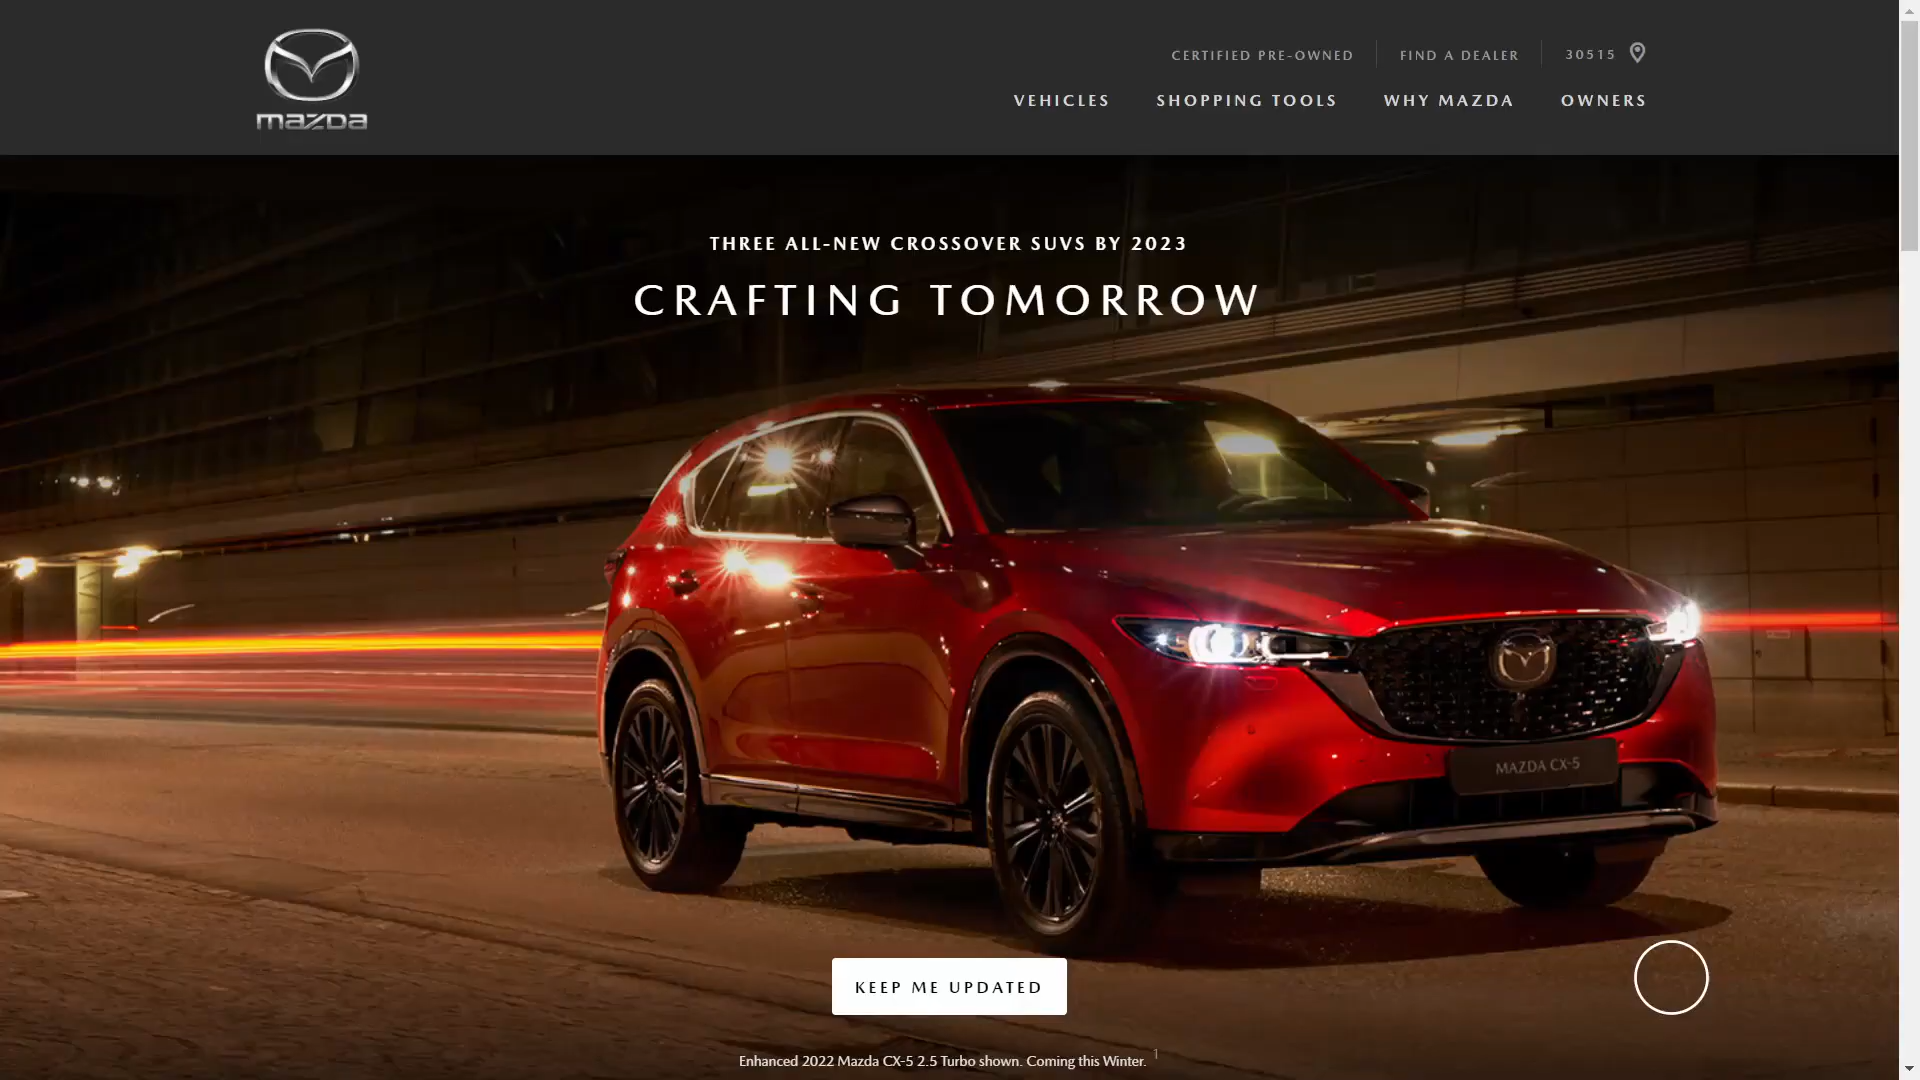 mazda
CERTIFIED PRE-OWNED
FIND A DEALER
30515
VEHICLES
SHOPPING TOOLS
WHY MAZDA
OWNERS
THREE ALL-NEW CROSSOVER SUVS BY 2023
CRAFTING TOMORROW
MAZDA CX-5
KEEP ME UPDATED
Enhanced 2022 Mazda CX-5 2.5 Turbo shown. Coming this Winter. 1